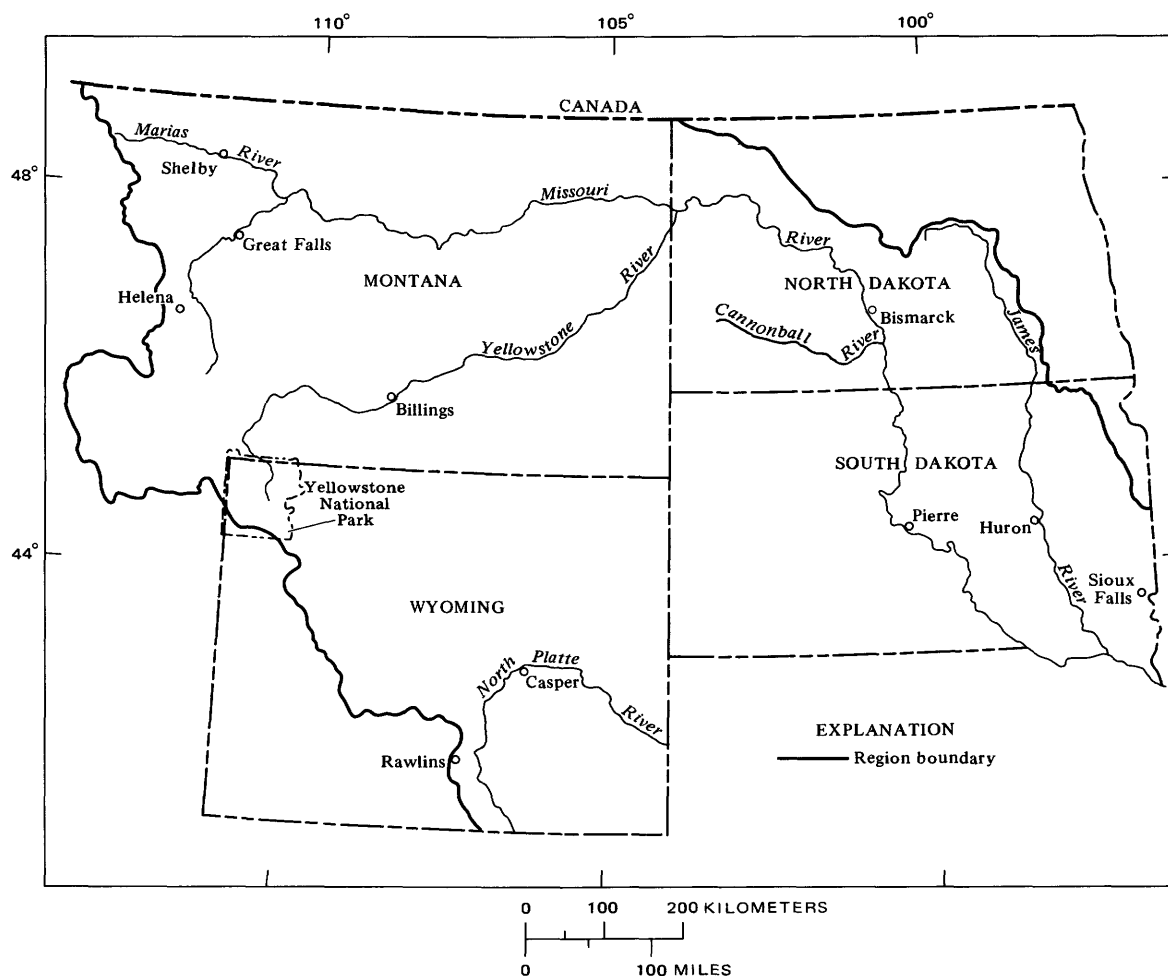 110°
105°
100°
CANADA
Marias
River
Shelby
48°
Missouri
River
Great Falls
MONTANA
River
NORTH DAKOTA
Helena
Bismarck
Cannonball
River
James
Yellowstone
Billings
SOUTH DAKOTA
Yellowstone
National
Park
Pierre
Huron
44°
River
Sioux
Falls
WYOMING
North Platte
Casper
River
Rawlins
EXPLANATION
Region boundary
0 100 200 KILOMETERS
0 100 MILES